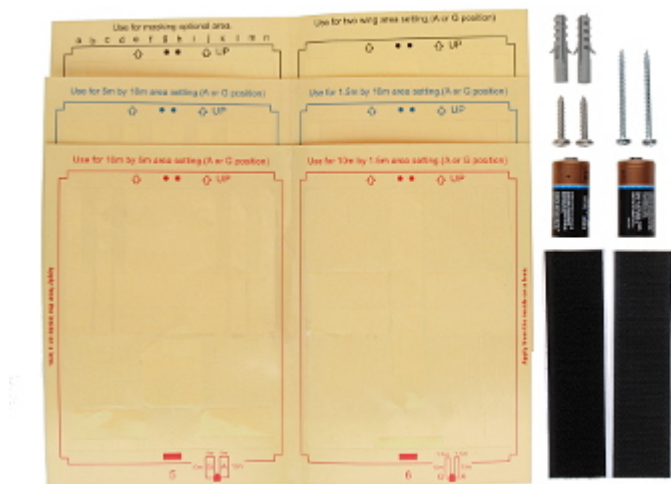 Use for masking optional area.
a b c d e f g h i j k l m n
UP
Use for two wing area setting.(A or G position)
UP
Use for 5m by 10m area setting.(A or G position)
UP
Use for 1.5m by 10m area setting.(A or G position)
UP
Use for 10m by 5m area setting.(A or G position)
UP
Use for 10m by 1.5m area setting.(A or G position)
UP
5
6